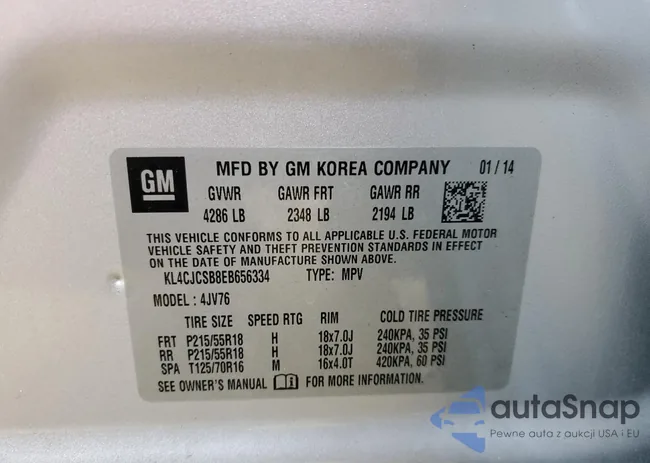 GM
MFD BY GM KOREA COMPANY 01/14
GVWR GAWR FRT GAWR RR
4286 LB 2348 LB 2194 LB
THIS VEHICLE CONFORMS TO ALL APPLICABLE U.S. FEDERAL MOTOR
VEHICLE SAFETY AND THEFT PREVENTION STANDARDS IN EFFECT
ON THE DATE OF MANUFACTURE SHOWN ABOVE.
KL4CJCSB8EB656334 TYPE: MPV
MODEL: 4JV76
TIRE SIZE SPEED RTG RIM COLD TIRE PRESSURE
FRT P215/55R18 H 18x7.0J 240KPA, 35 PSI
RR P215/55R18 H 18x7.0J 240KPA, 35 PSI
SPA T125/70R16 M 16x4.0T 420KPA, 60 PSI
SEE OWNER'S MANUAL FOR MORE INFORMATION.
autaSnap
Pewne auta z aukcji USA i EU